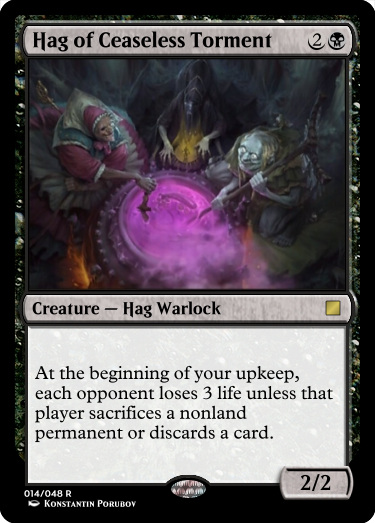 Hag of Ceaseless Torment 2
Creature — Hag Warlock
At the beginning of your upkeep,
each opponent loses 3 life unless that
player sacrifices a nonland
permanent or discards a card.
2/2
014/048 R
Konstantin Porubov